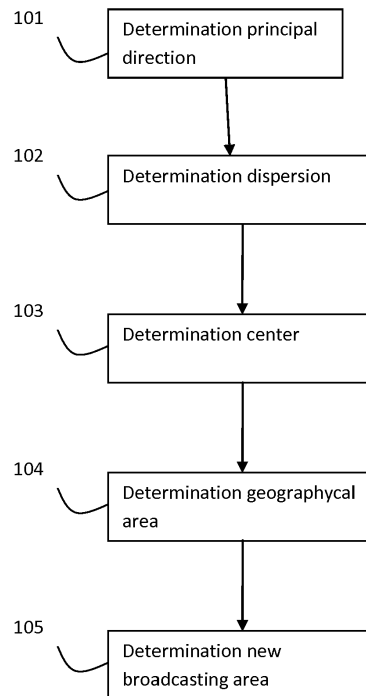 101
Determination principal
direction
102
Determination dispersion
103
Determination center
104
Determination geographycal
area
105
Determination new
broadcasting area